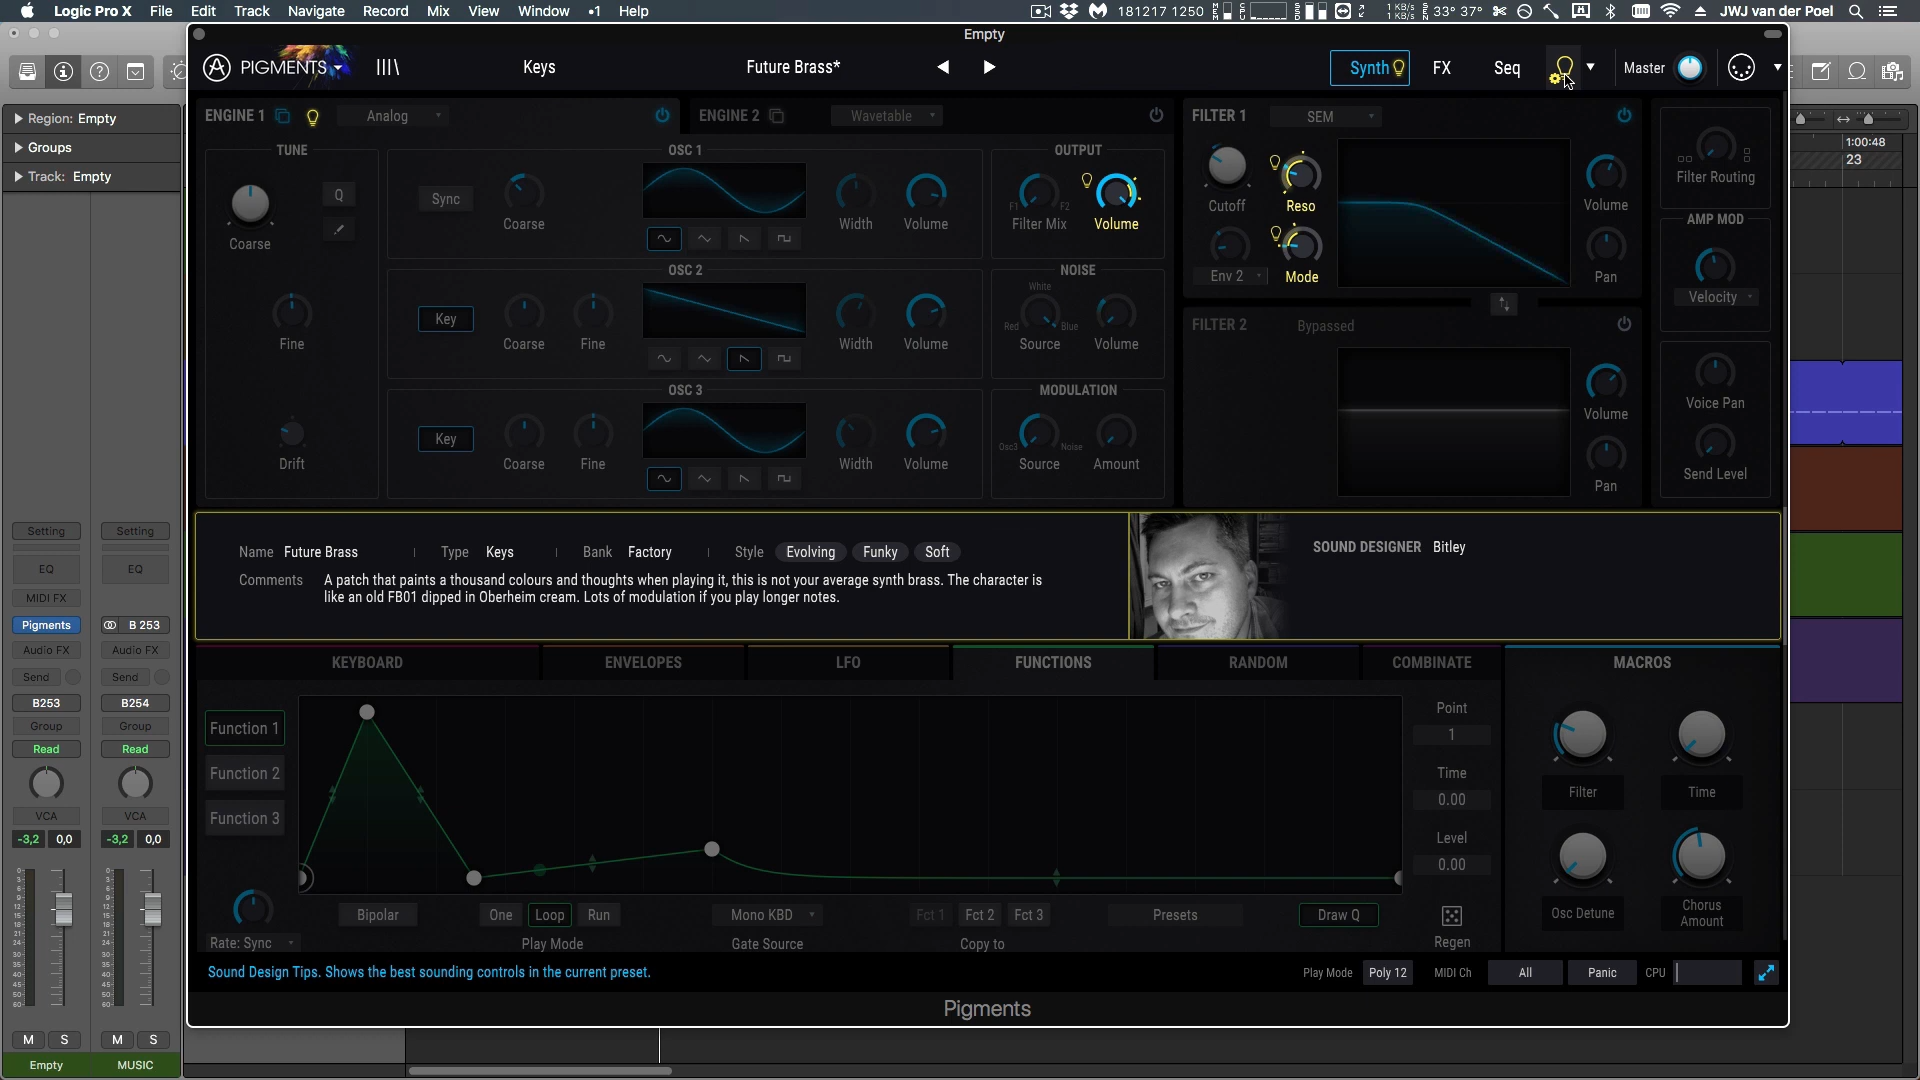 Logic Pro X File Edit Track Navigate Record Mix View Window 1 Help
181217 1250 1 KB/s 1 KB/s 33° 37° JWJ van der Poel
Empty
PIGMENTS Keys Future Brass* Synth FX Seq Master
Region: Empty
Groups
Track: Empty
1:00:48
23
ENGINE 1 Analog ENGINE 2 Wavetable FILTER 1 SEM
TUNE OSC 1 OUTPUT
Q Sync
Coarse Coarse Width Volume F1 Filter Mix F2 Volume
Cutoff Reso Volume Filter Routing
AMP MOD
OSC 2 NOISE
Env 2 Mode Pan Velocity
White
Red Blue
Key
Fine Coarse Fine Width Volume Source Volume
FILTER 2 Bypassed
OSC 3 MODULATION
Volume Voice Pan
Key
Osc3 Noise
Drift Coarse Fine Width Volume Source Amount
Pan Send Level
Name Future Brass Type Keys Bank Factory Style Evolving Funky Soft
SOUND DESIGNER Bitley
Comments A patch that paints a thousand colours and thoughts when playing it, this is not your average synth brass. The character is
like an old FB01 dipped in Oberheim cream. Lots of modulation if you play longer notes.
KEYBOARD ENVELOPES LFO FUNCTIONS RANDOM COMBINATE MACROS
Function 1
Function 2
Function 3
Point
1
Time
0.00
Level
0.00
Regen
Filter Time
Osc Detune Chorus
Amount
Bipolar One Loop Run Mono KBD Fct 1 Fct 2 Fct 3 Presets Draw Q
Rate: Sync Play Mode Gate Source Copy to
Sound Design Tips. Shows the best sounding controls in the current preset.
Play Mode Poly 12 MIDI Ch All Panic CPU
Pigments
Setting Setting
EQ EQ
MIDI FX
Pigments B 253
Audio FX Audio FX
Send Send
B253 B254
Group Group
Read Read
VCA VCA
-3,2 0,0 -3,2 0,0
M S M S
Empty MUSIC